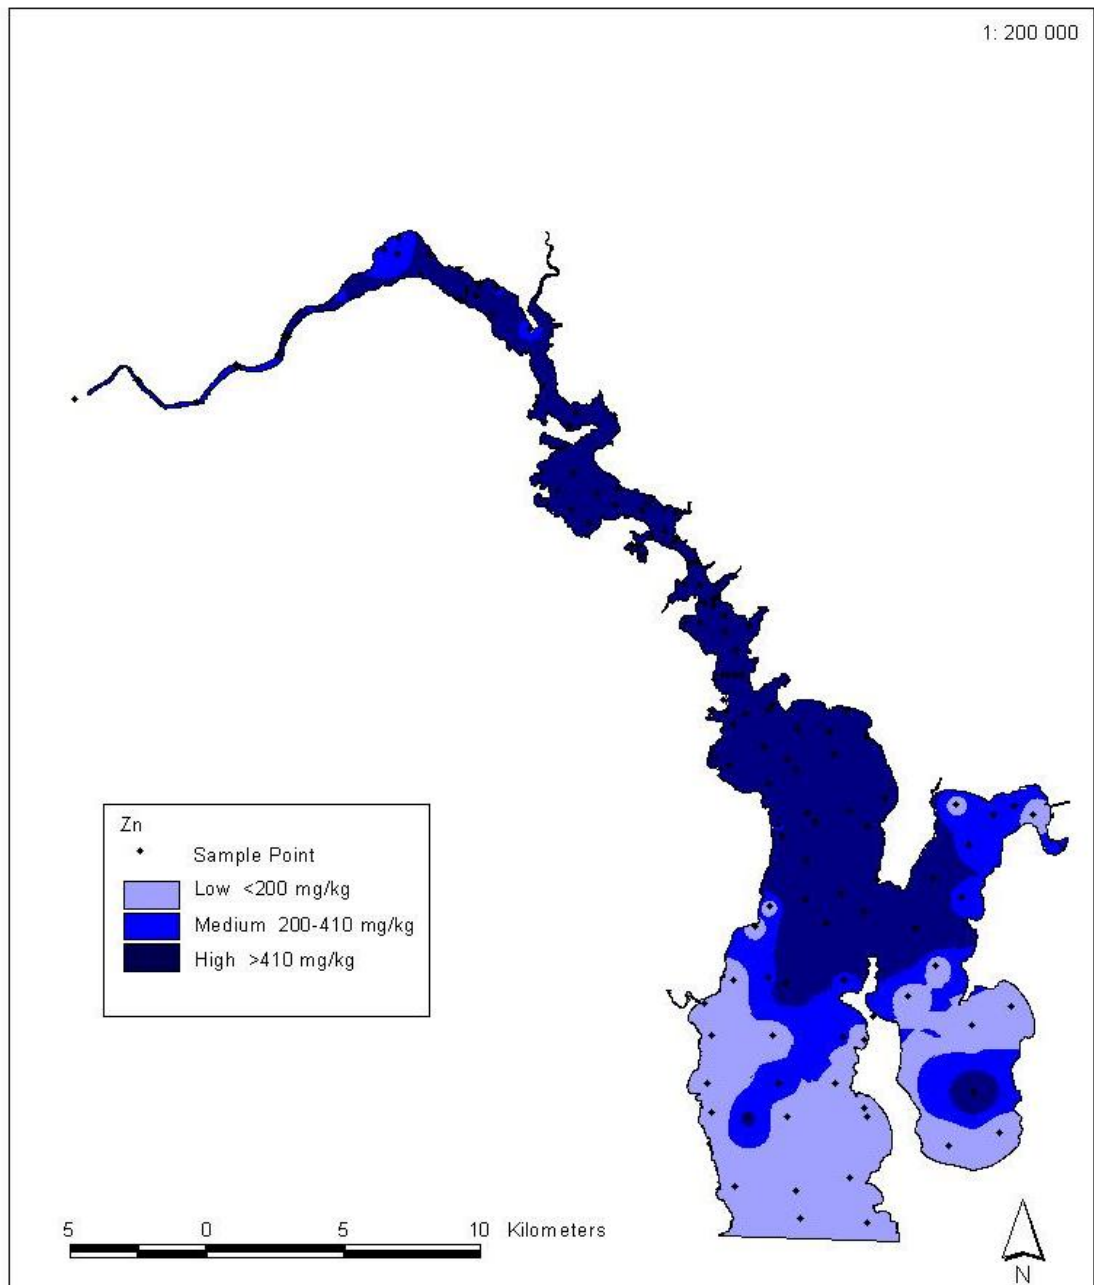 1: 200 000
Zn
Sample Point
Low <200 mg/kg
Medium 200-410 mg/kg
High >410 mg/kg
5 0 5 10 Kilometers
N